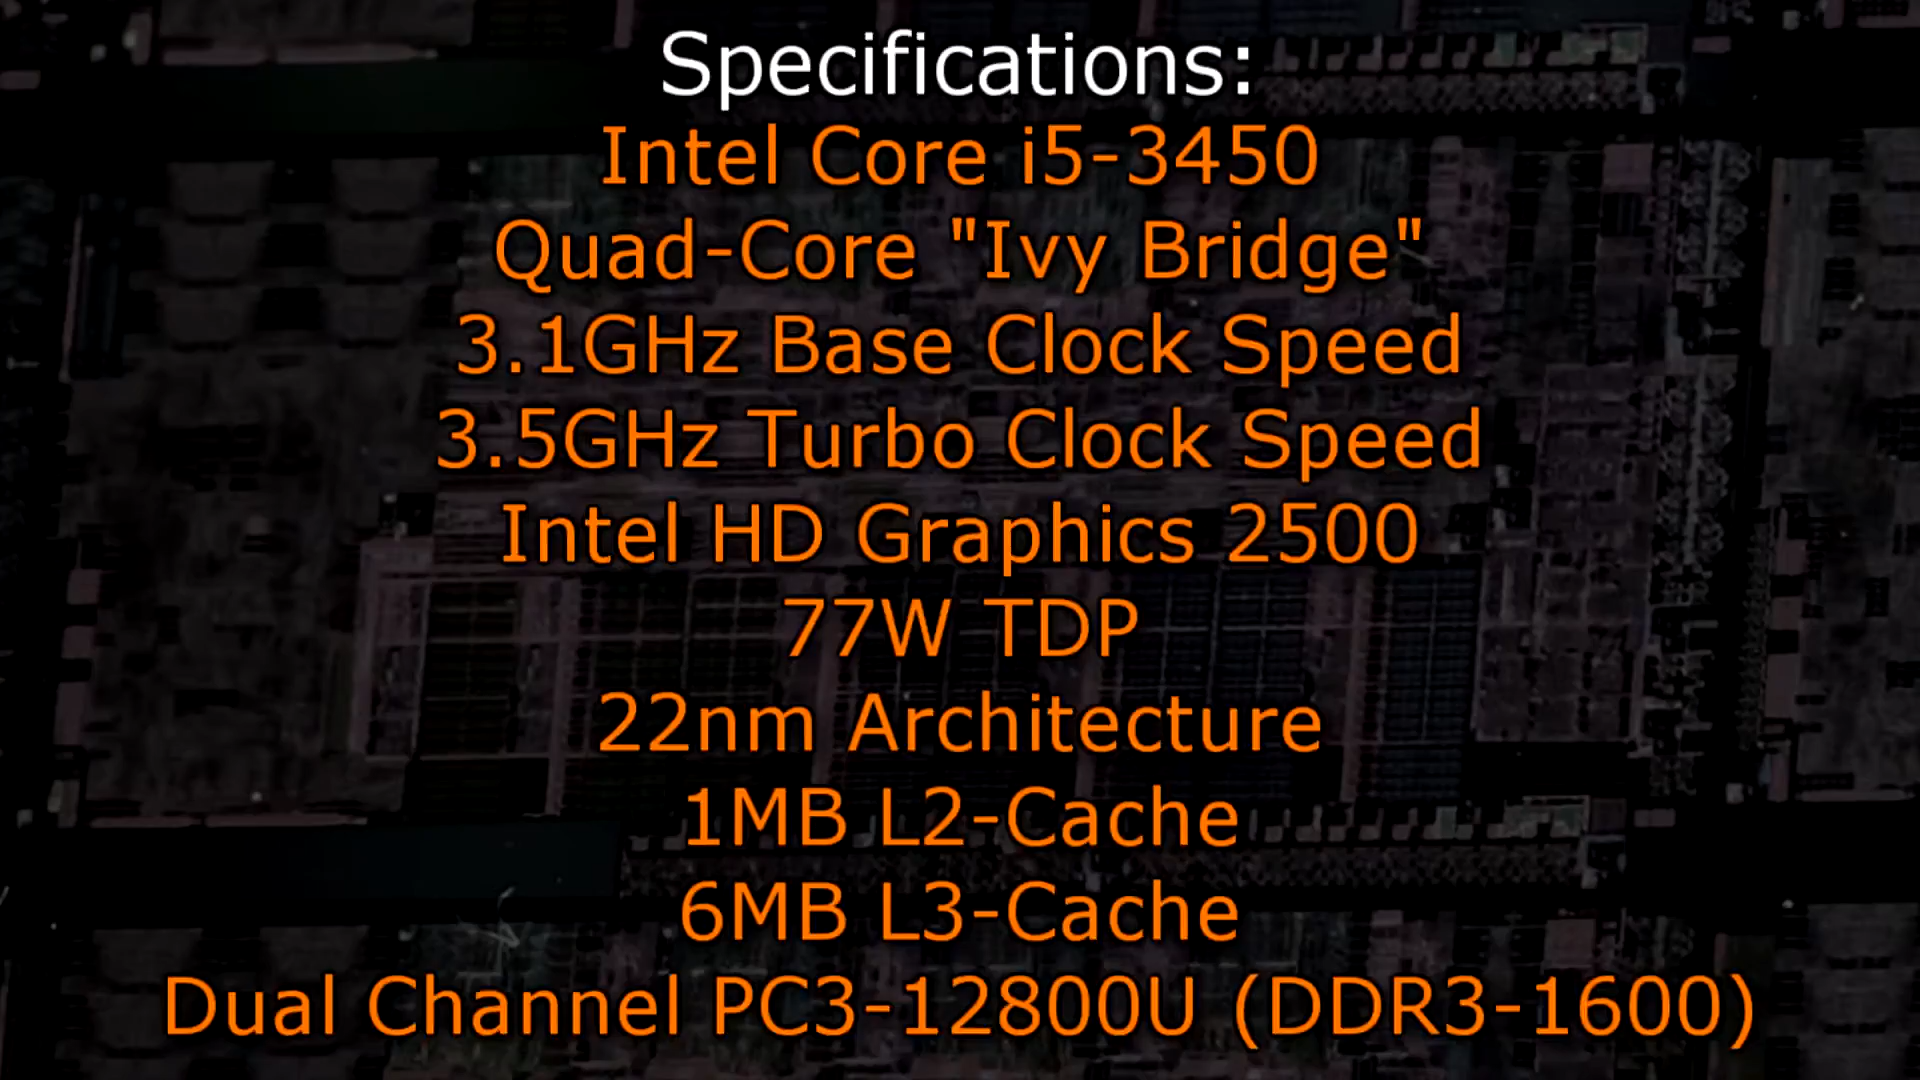 Specifications:
Intel Core i5-3450
Quad-Core "Ivy Bridge"
3.1GHz Base Clock Speed
3.5GHz Turbo Clock Speed
Intel HD Graphics 2500
77W TDP
22nm Architecture
1MB L2-Cache
6MB L3-Cache
Dual Channel PC3-12800U (DDR3-1600)